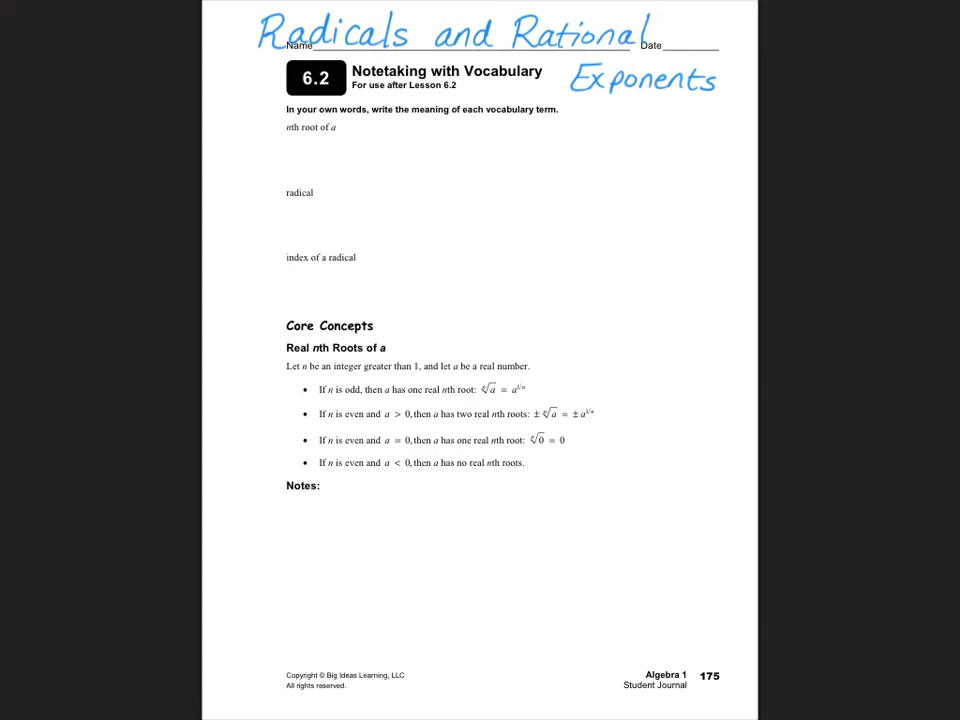 Radicals and Rational
Name Date
6.2 Notetaking with Vocabulary
For use after Lesson 6.2
Exponents
In your own words, write the meaning of each vocabulary term.
nth root of a
radical
index of a radical
Core Concepts
Real nth Roots of a
Let n be an integer greater than 1, and let a be a real number.
• If n is odd, then a has one real nth root: ⁿ√a = a^{1/n}
• If n is even and a > 0, then a has two real nth roots: ± ⁿ√a = ± a^{1/n}
• If n is even and a = 0, then a has one real nth root: ⁿ√0 = 0
• If n is even and a < 0, then a has no real nth roots.
Notes:
Copyright © Big Ideas Learning, LLC
All rights reserved.
Algebra 1 175
Student Journal